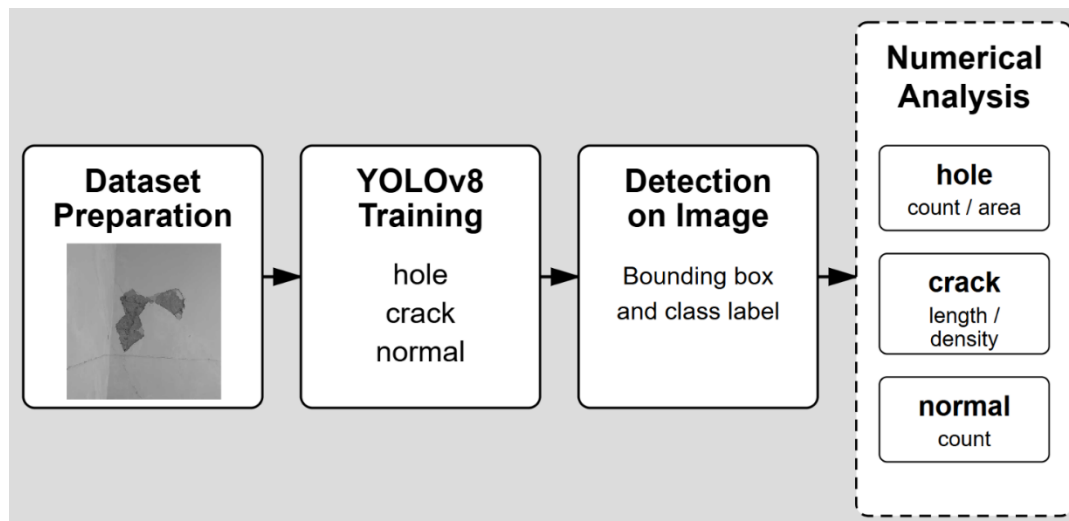 Dataset
Preparation
YOLOv8
Training
hole
crack
normal
Detection
on Image
Bounding box
and class label
Numerical
Analysis
hole
count / area
crack
length /
density
normal
count